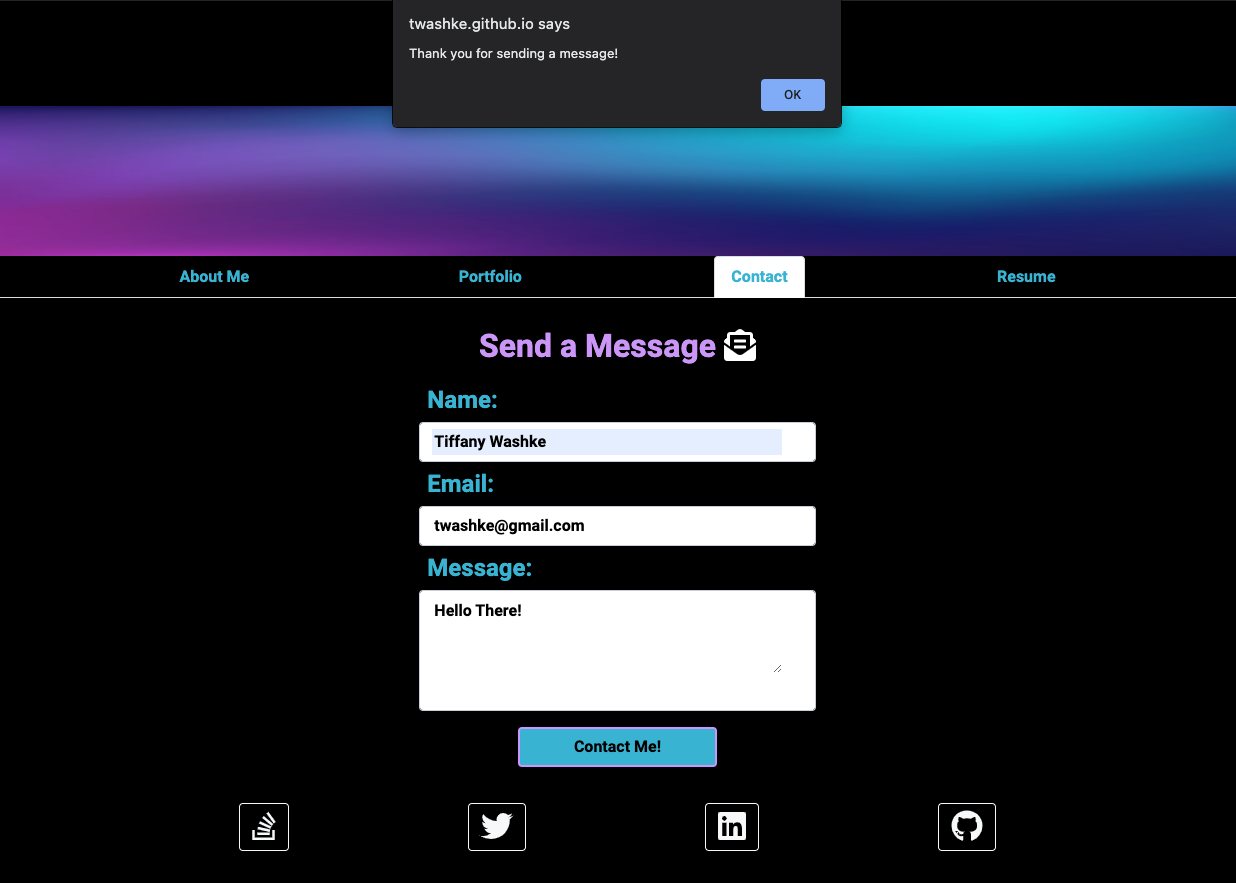 twashke.github.io says
Thank you for sending a message!
OK
About Me Portfolio Contact Resume
Send a Message
Name:
Tiffany Washke
Email:
twashke@gmail.com
Message:
Hello There!
Contact Me!
in